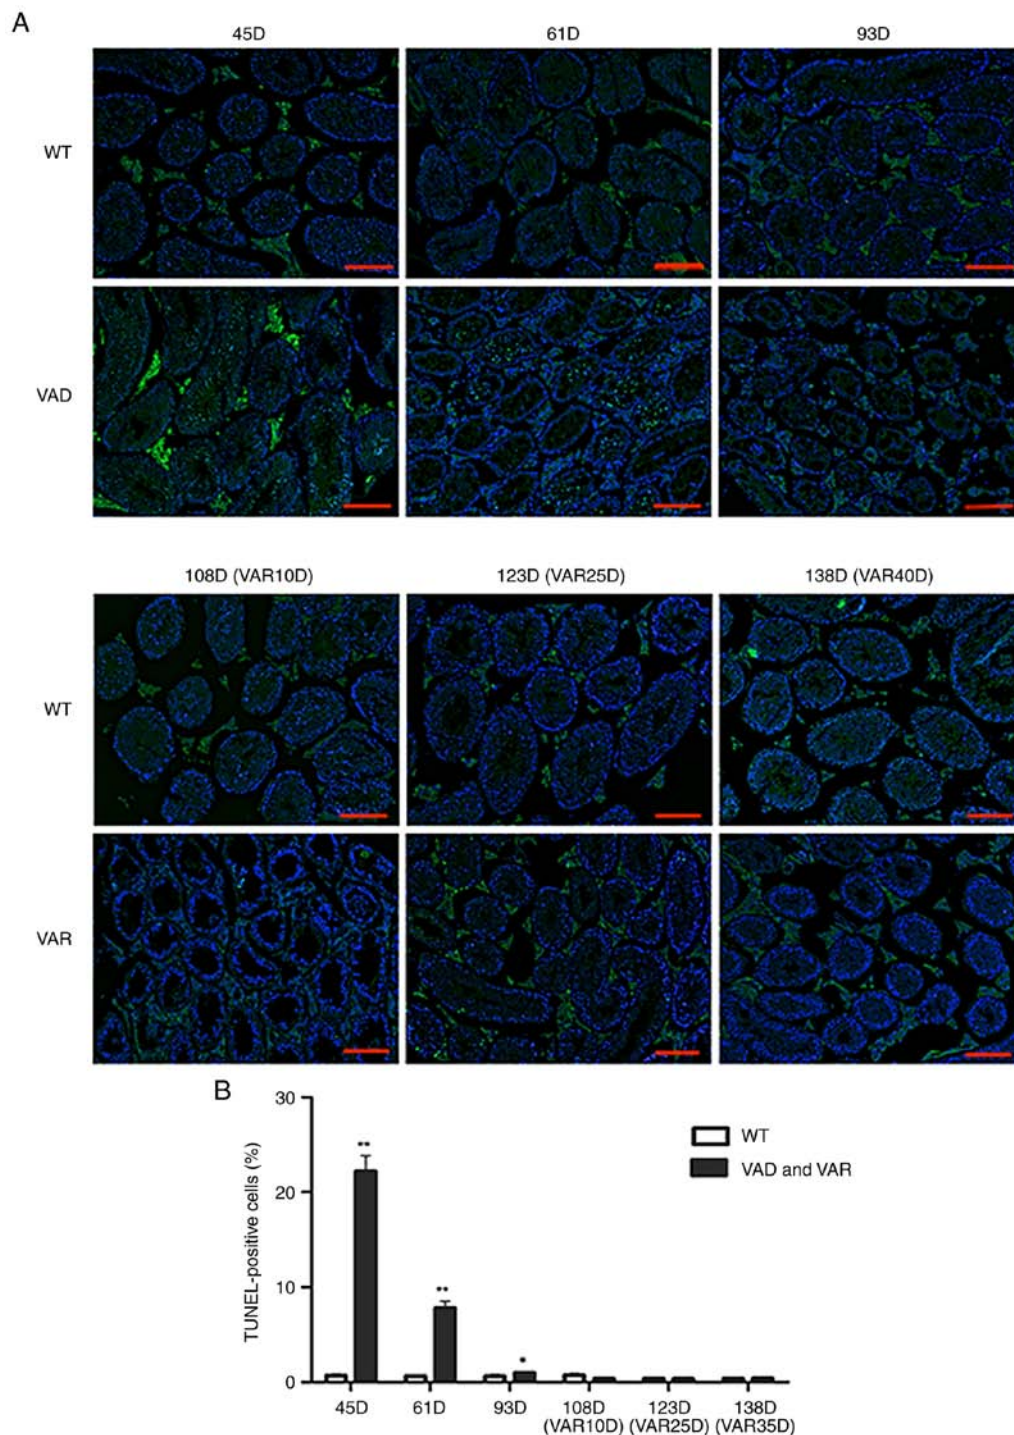 A
45D 61D 93D
WT
VAD
108D (VAR10D) 123D (VAR25D) 138D (VAR40D)
WT
VAR
B
30
20
10
0
TUNEL-positive cells (%)
**
**
*
WT
VAD and VAR
45D 61D 93D 108D 123D 138D
(VAR10D) (VAR25D) (VAR35D)